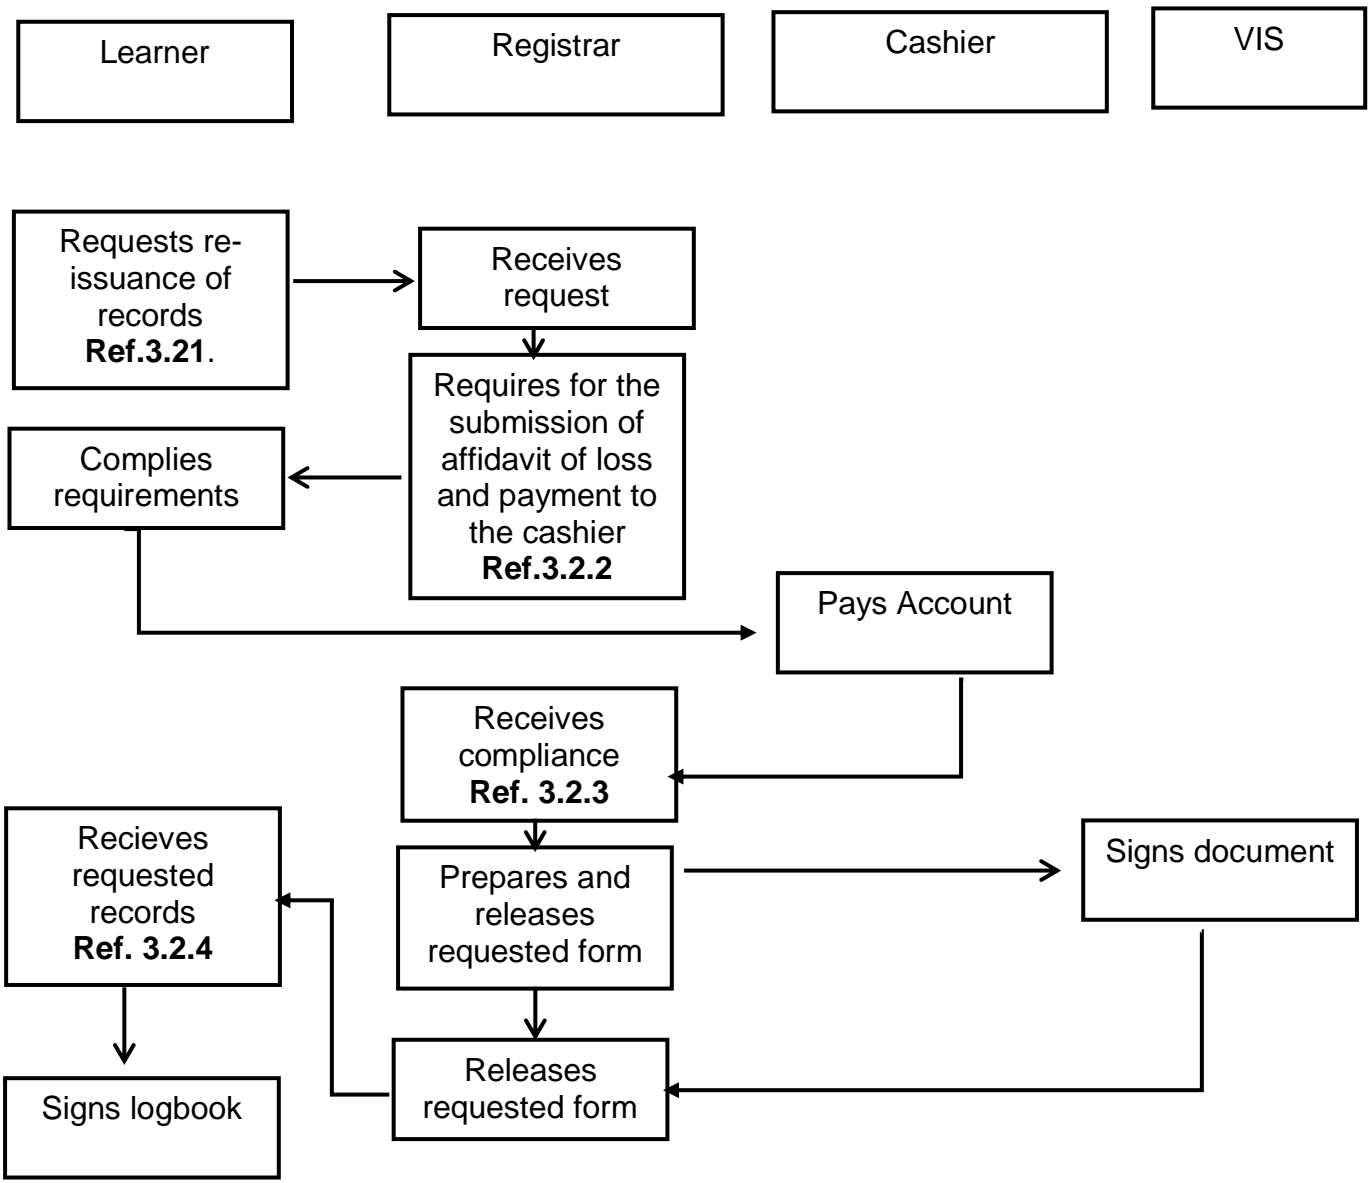 Learner
Registrar
Cashier
VIS
Requests re-
issuance of
records
Ref.3.21.
Receives
request
Requires for the
submission of
affidavit of loss
and payment to
the cashier
Ref.3.2.2
Complies
requirements
Pays Account
Receives
compliance
Ref. 3.2.3
Recieves
requested
records
Ref. 3.2.4
Prepares and
releases
requested form
Signs document
Releases
requested form
Signs logbook